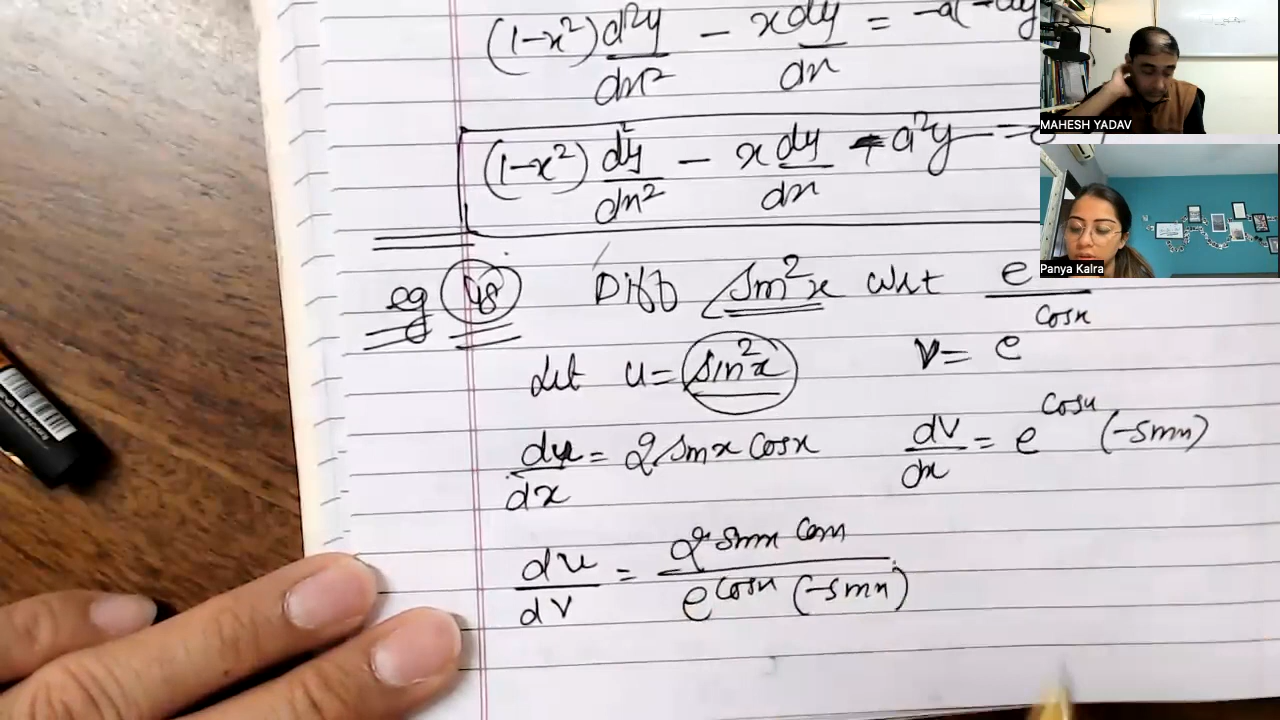 (1-x²) d²y/dx² - x dy/dx = -a(-ay
(1-x²) d²y/dx² - x dy/dx + a²y = 0
eg 48 Diff sin²x wrt e
cosx
Let u = sin²x V = e
du/dx = 2 sinx cosx dV/dx = e^cosx (-sinx)
du/dV = 2 sinx cosx / e^cosx (-sinx)
MAHESH YADAV
Panya Kalra